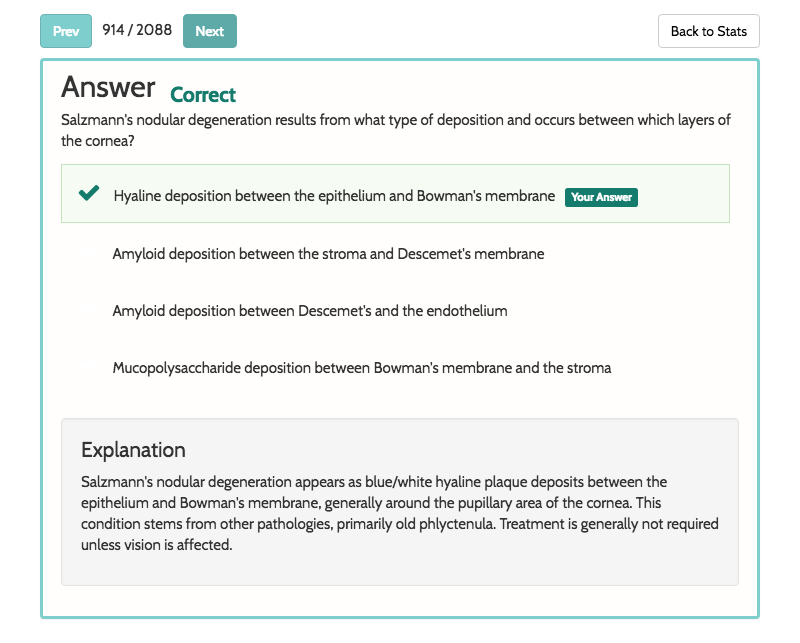 Prev 914 / 2088 Next Back to Stats
Answer Correct
Salzmann's nodular degeneration results from what type of deposition and occurs between which layers of
the cornea?
Hyaline deposition between the epithelium and Bowman's membrane Your Answer
Amyloid deposition between the stroma and Descemet's membrane
Amyloid deposition between Descemet's and the endothelium
Mucopolysaccharide deposition between Bowman's membrane and the stroma
Explanation
Salzmann's nodular degeneration appears as blue/white hyaline plaque deposits between the
epithelium and Bowman's membrane, generally around the pupillary area of the cornea. This
condition stems from other pathologies, primarily old phlyctenula. Treatment is generally not required
unless vision is affected.